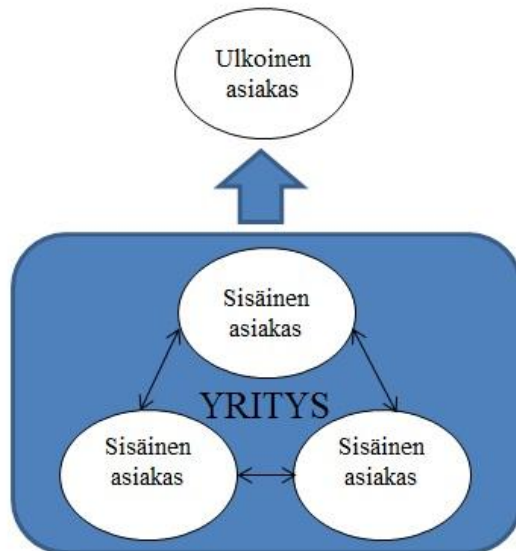 Ulkoinen
asiakas
Sisäinen
asiakas
YRITYS
Sisäinen
asiakas
Sisäinen
asiakas